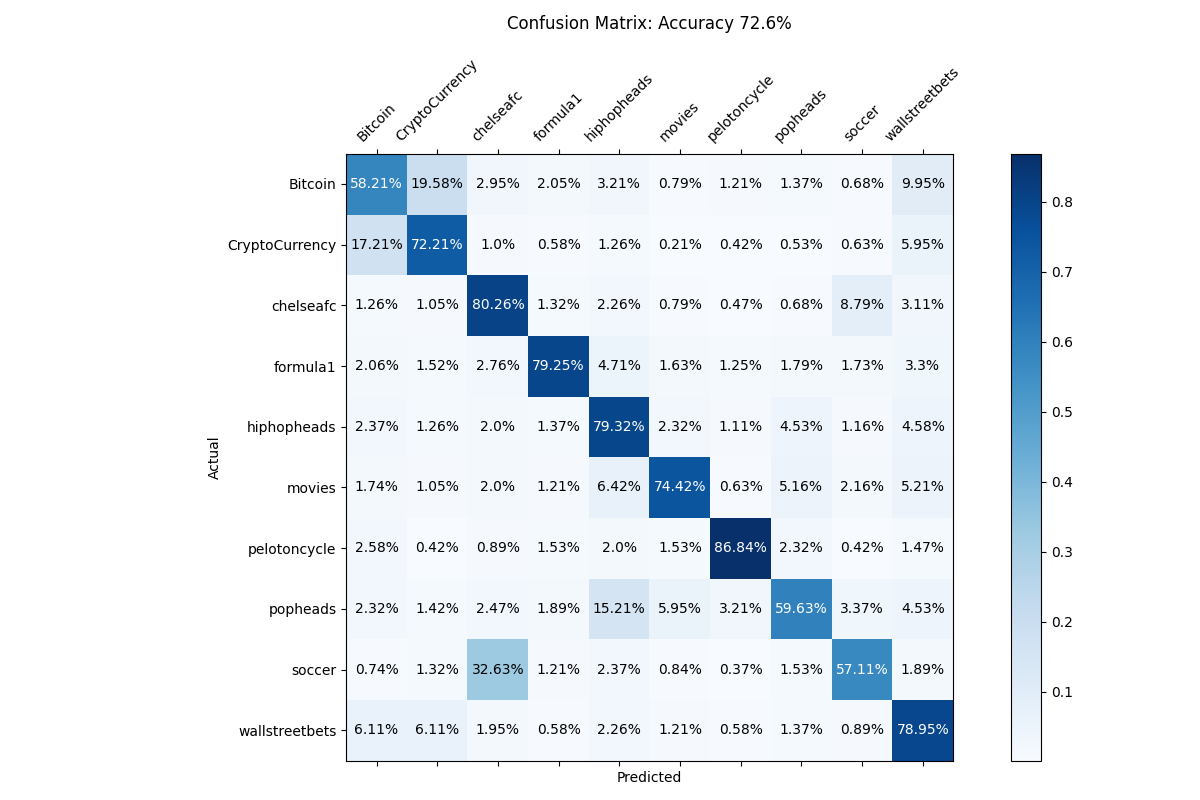 Confusion Matrix: Accuracy 72.6%
Bitcoin CryptoCurrency chelseafc formula1 hiphopheads movies pelotoncycle popheads soccer wallstreetbets
Bitcoin 58.21% 19.58% 2.95% 2.05% 3.21% 0.79% 1.21% 1.37% 0.68% 9.95%
CryptoCurrency 17.21% 72.21% 1.0% 0.58% 1.26% 0.21% 0.42% 0.53% 0.63% 5.95%
chelseafc 1.26% 1.05% 80.26% 1.32% 2.26% 0.79% 0.47% 0.68% 8.79% 3.11%
formula1 2.06% 1.52% 2.76% 79.25% 4.71% 1.63% 1.25% 1.79% 1.73% 3.3%
hiphopheads 2.37% 1.26% 2.0% 1.37% 79.32% 2.32% 1.11% 4.53% 1.16% 4.58%
movies 1.74% 1.05% 2.0% 1.21% 6.42% 74.42% 0.63% 5.16% 2.16% 5.21%
pelotoncycle 2.58% 0.42% 0.89% 1.53% 2.0% 1.53% 86.84% 2.32% 0.42% 1.47%
popheads 2.32% 1.42% 2.47% 1.89% 15.21% 5.95% 3.21% 59.63% 3.37% 4.53%
soccer 0.74% 1.32% 32.63% 1.21% 2.37% 0.84% 0.37% 1.53% 57.11% 1.89%
wallstreetbets 6.11% 6.11% 1.95% 0.58% 2.26% 1.21% 0.58% 1.37% 0.89% 78.95%
Actual
Predicted
0.8
0.7
0.6
0.5
0.4
0.3
0.2
0.1